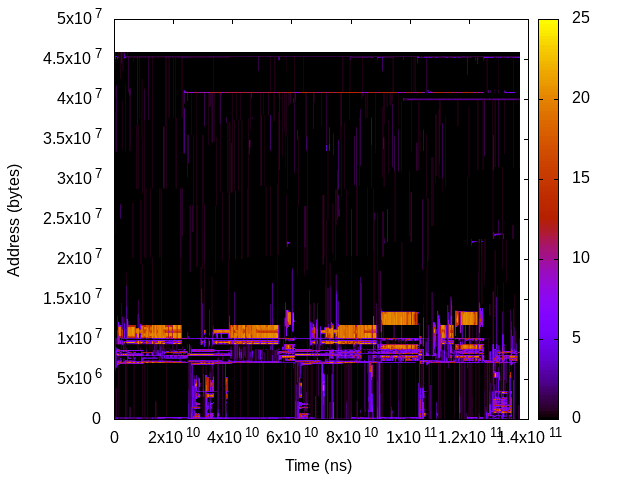 5x10 7
4.5x10 7
4x10 7
3.5x10 7
3x10 7
2.5x10 7
2x10 7
1.5x10 7
1x10 7
5x10 6
0
Address (bytes)
0 2x10 10 4x10 10 6x10 10 8x10 10 1x10 11 1.2x10 11 1.4x10 11
Time (ns)
25
20
15
10
5
0